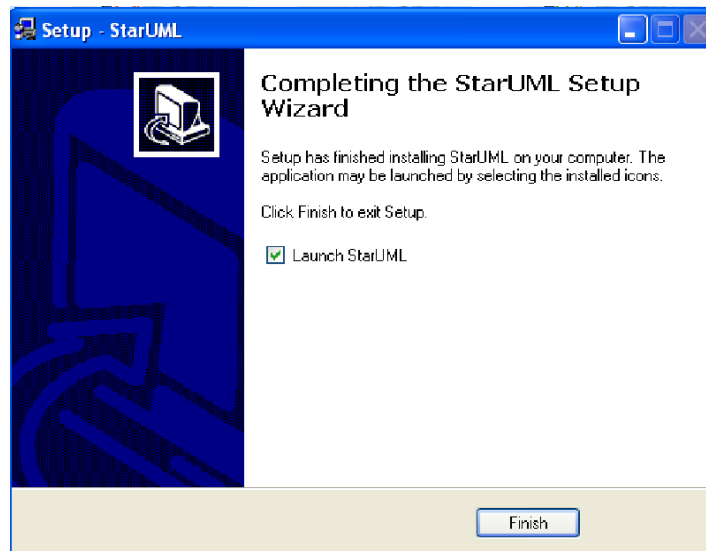 Setup - StarUML
Completing the StarUML Setup
Wizard
Setup has finished installing StarUML on your computer. The
application may be launched by selecting the installed icons.
Click Finish to exit Setup.
Launch StarUML
Finish